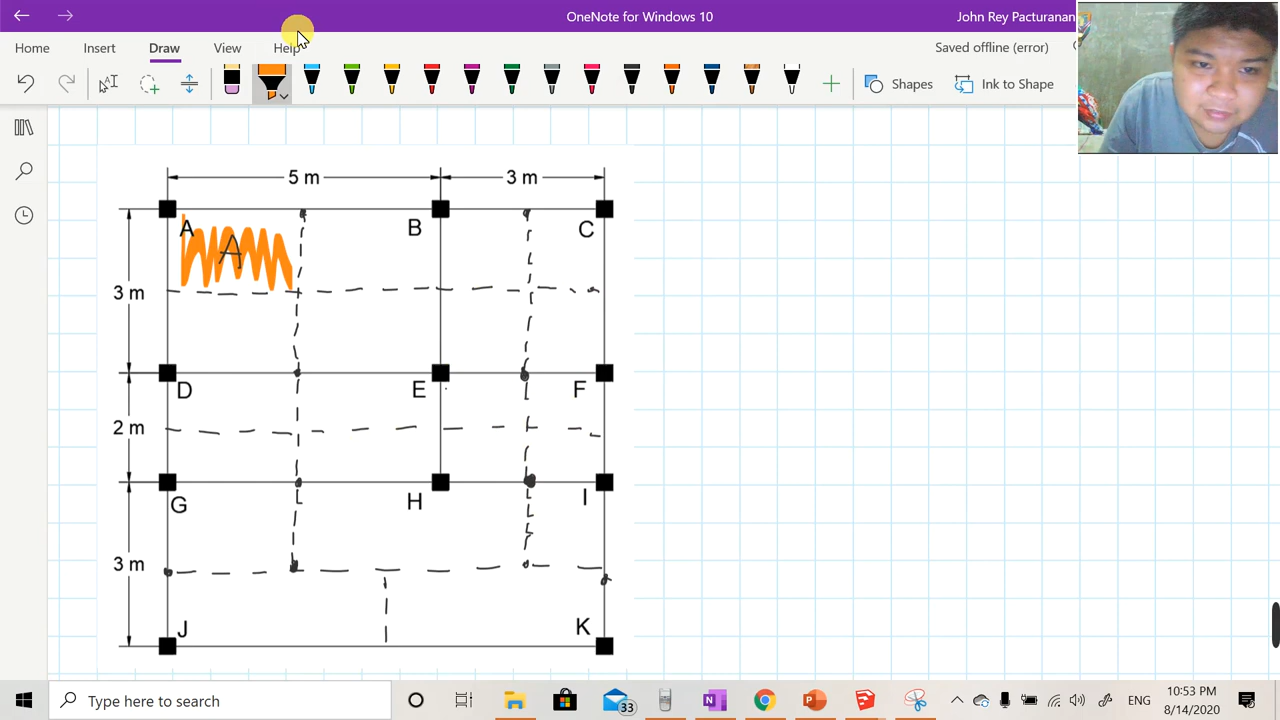 OneNote for Windows 10
John Rey Pacturanan
Home Insert Draw View Help
Saved offline (error)
Shapes
Ink to Shape
5 m
3 m
A
B
C
A
3 m
D
E
F
2 m
G
H
I
3 m
J
K
Type here to search
33
ENG
10:53 PM
8/14/2020